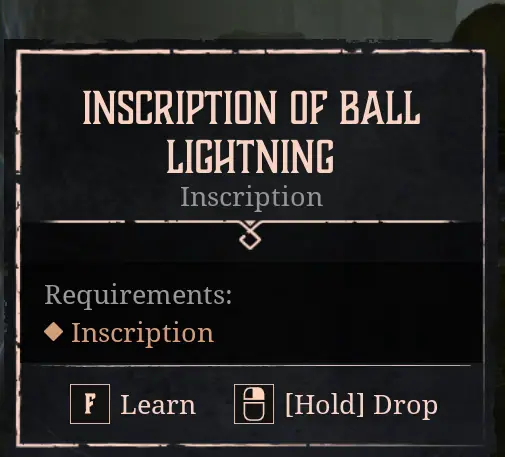 INSCRIPTION OF BALL
LIGHTNING
Inscription
Requirements:
Inscription
F Learn [Hold] Drop